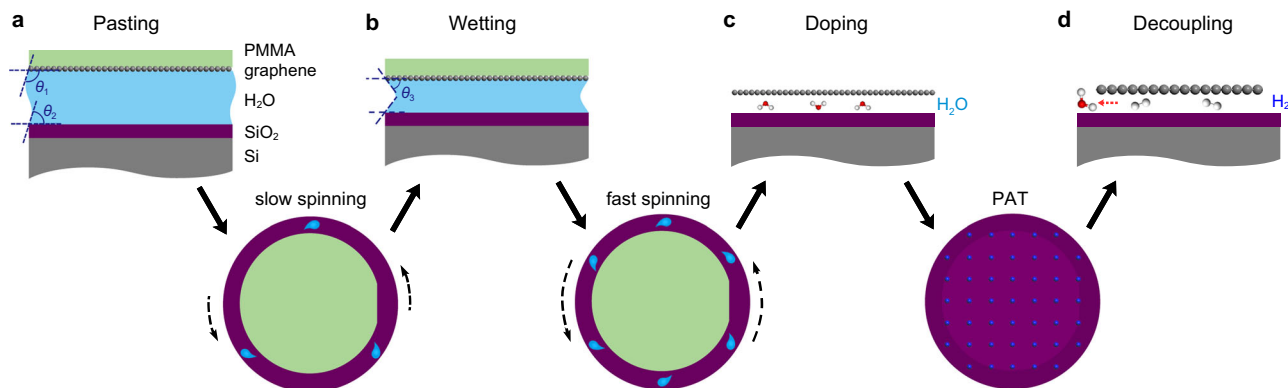 a Pasting
PMMA
graphene
H₂O
SiO₂
Si
θ₁
θ₂
slow spinning
b Wetting
θ₃
fast spinning
c Doping
H₂O
PAT
d Decoupling
H₂